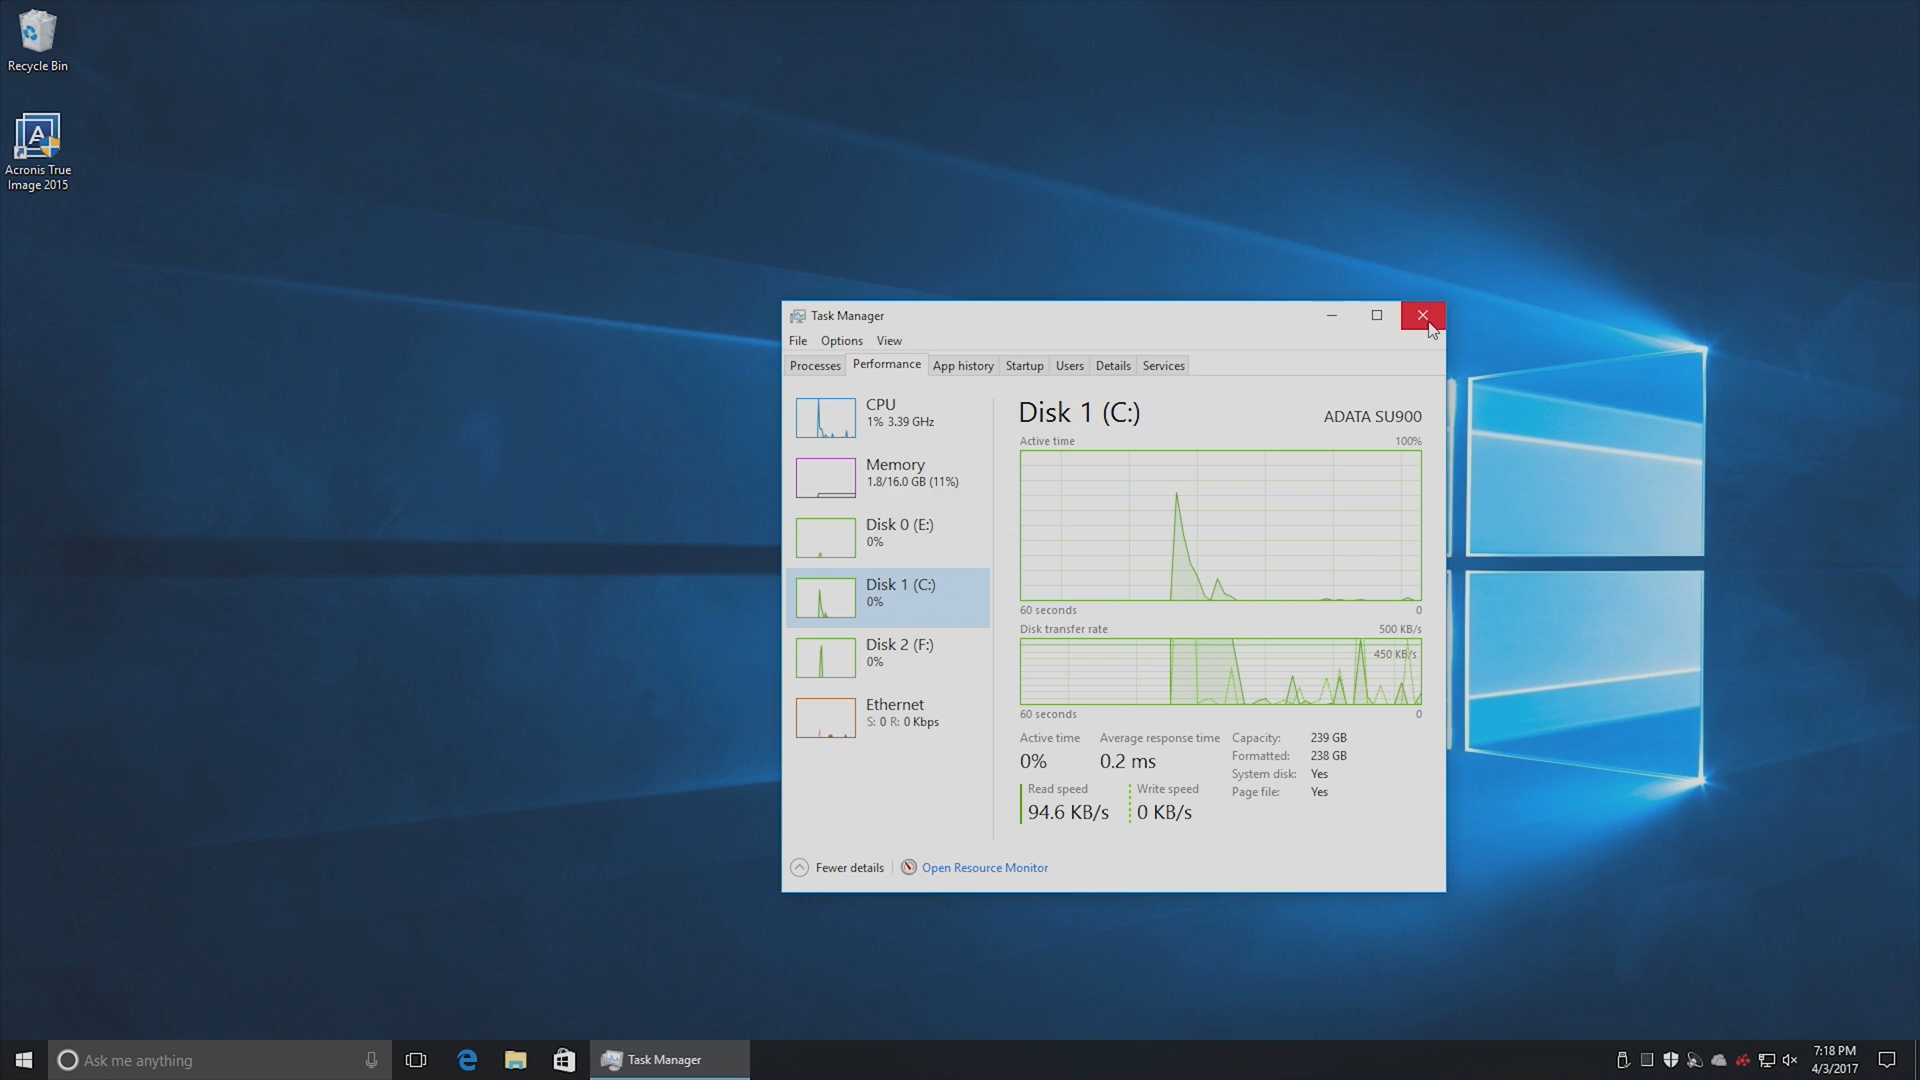 Recycle Bin
Acronis True
Image 2015
Task Manager
File Options View
Processes Performance App history Startup Users Details Services
CPU
1% 3.39 GHz
Memory
1.8/16.0 GB (11%)
Disk 0 (E:)
0%
Disk 1 (C:)
0%
Disk 2 (F:)
0%
Ethernet
S: 0 R: 0 Kbps
Disk 1 (C:) ADATA SU900
Active time 100%
60 seconds 0
Disk transfer rate 500 KB/s
450 KB/s
60 seconds 0
Active time Average response time
0% 0.2 ms
Read speed Write speed
94.6 KB/s 0 KB/s
Capacity: 239 GB
Formatted: 238 GB
System disk: Yes
Page file: Yes
Fewer details Open Resource Monitor
Ask me anything
Task Manager
7:18 PM
4/3/2017